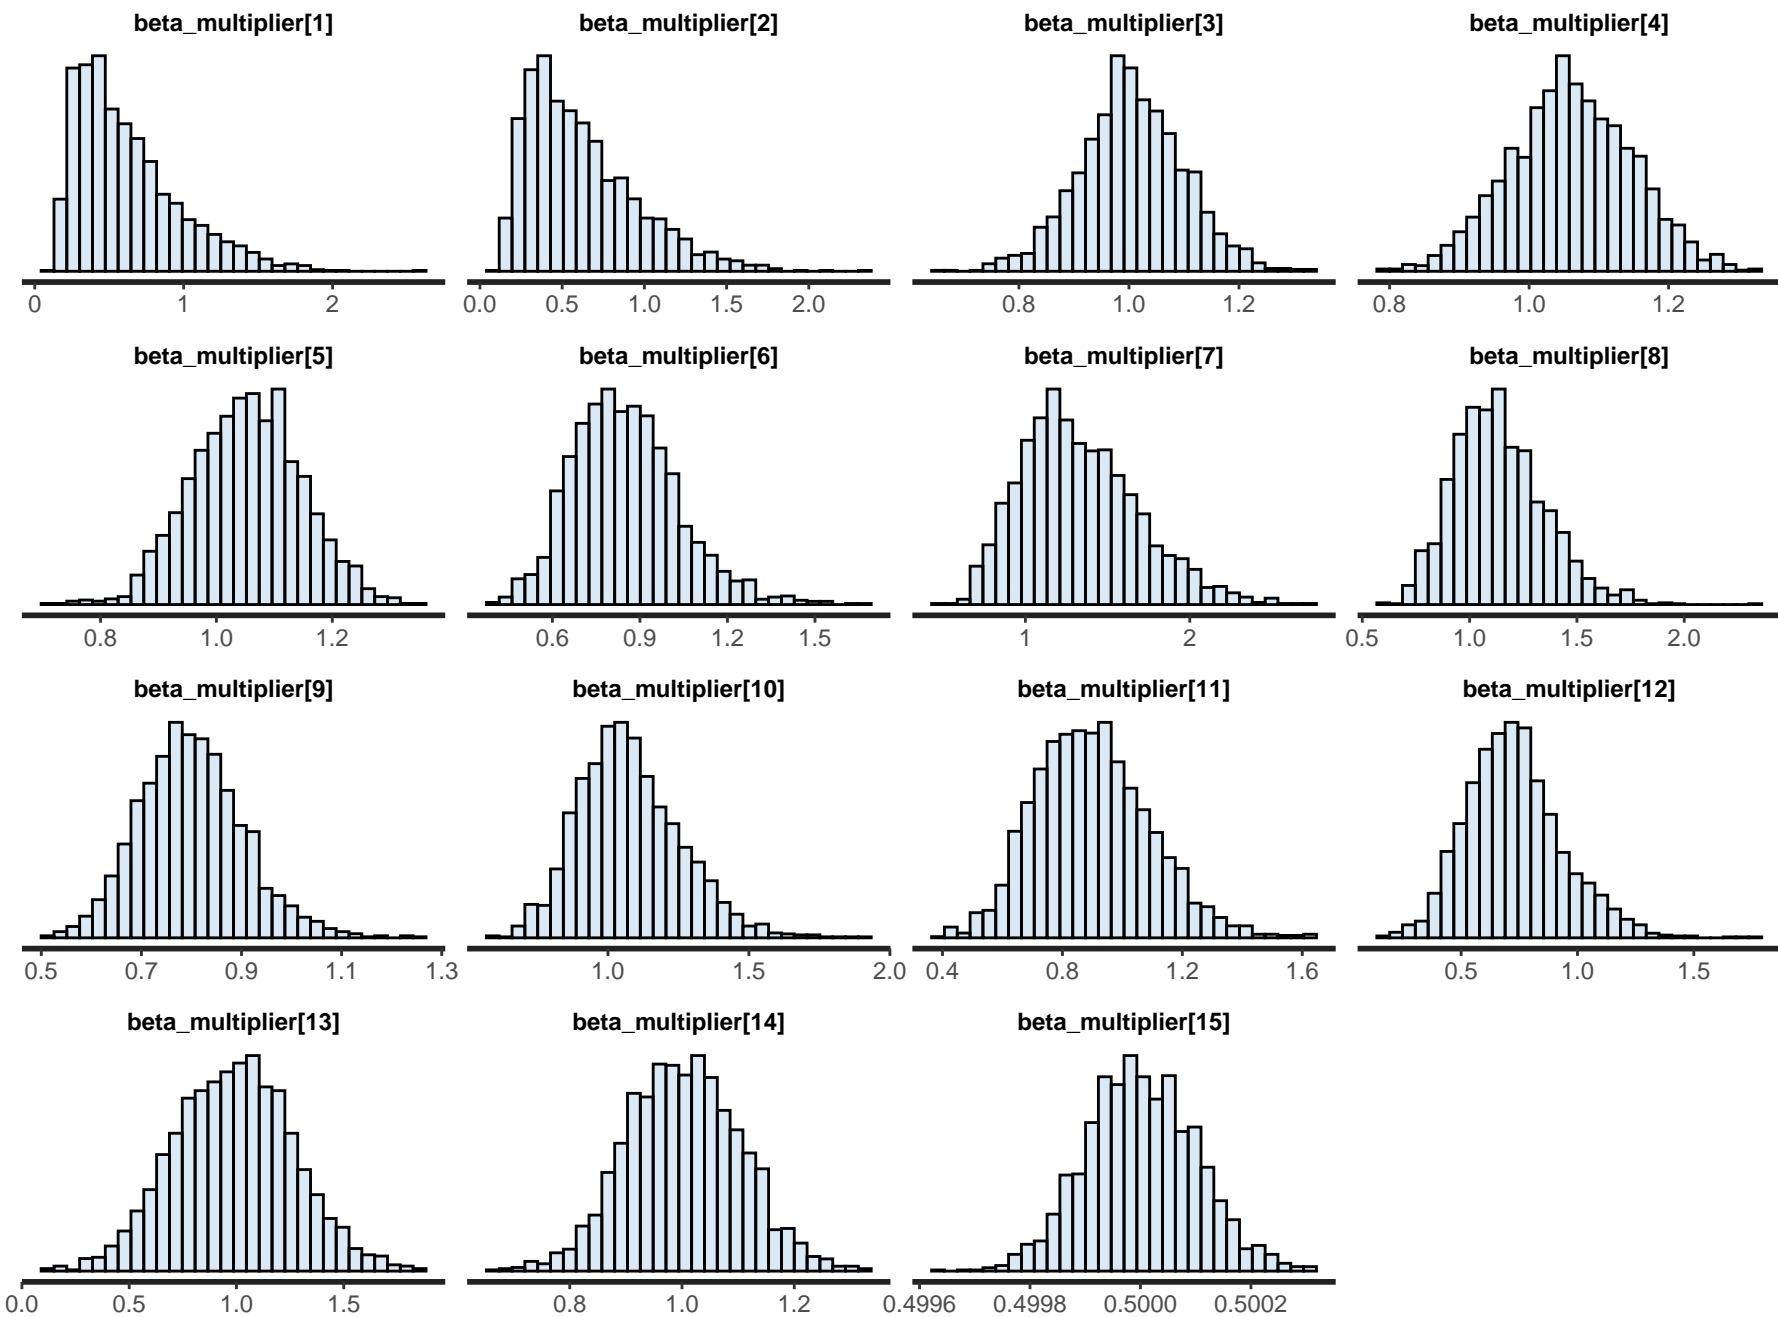 beta_multiplier[1] beta_multiplier[2] beta_multiplier[3] beta_multiplier[4]
0 1 2 0.0 0.5 1.0 1.5 2.0 0.8 1.0 1.2 0.8 1.0 1.2
beta_multiplier[5] beta_multiplier[6] beta_multiplier[7] beta_multiplier[8]
0.8 1.0 1.2 0.6 0.9 1.2 1.5 1 2 0.5 1.0 1.5 2.0
beta_multiplier[9] beta_multiplier[10] beta_multiplier[11] beta_multiplier[12]
0.5 0.7 0.9 1.1 1.3 1.0 1.5 2.0 0.4 0.8 1.2 1.6 0.5 1.0 1.5
beta_multiplier[13] beta_multiplier[14] beta_multiplier[15]
0.0 0.5 1.0 1.5 0.8 1.0 1.2 0.4996 0.4998 0.5000 0.5002